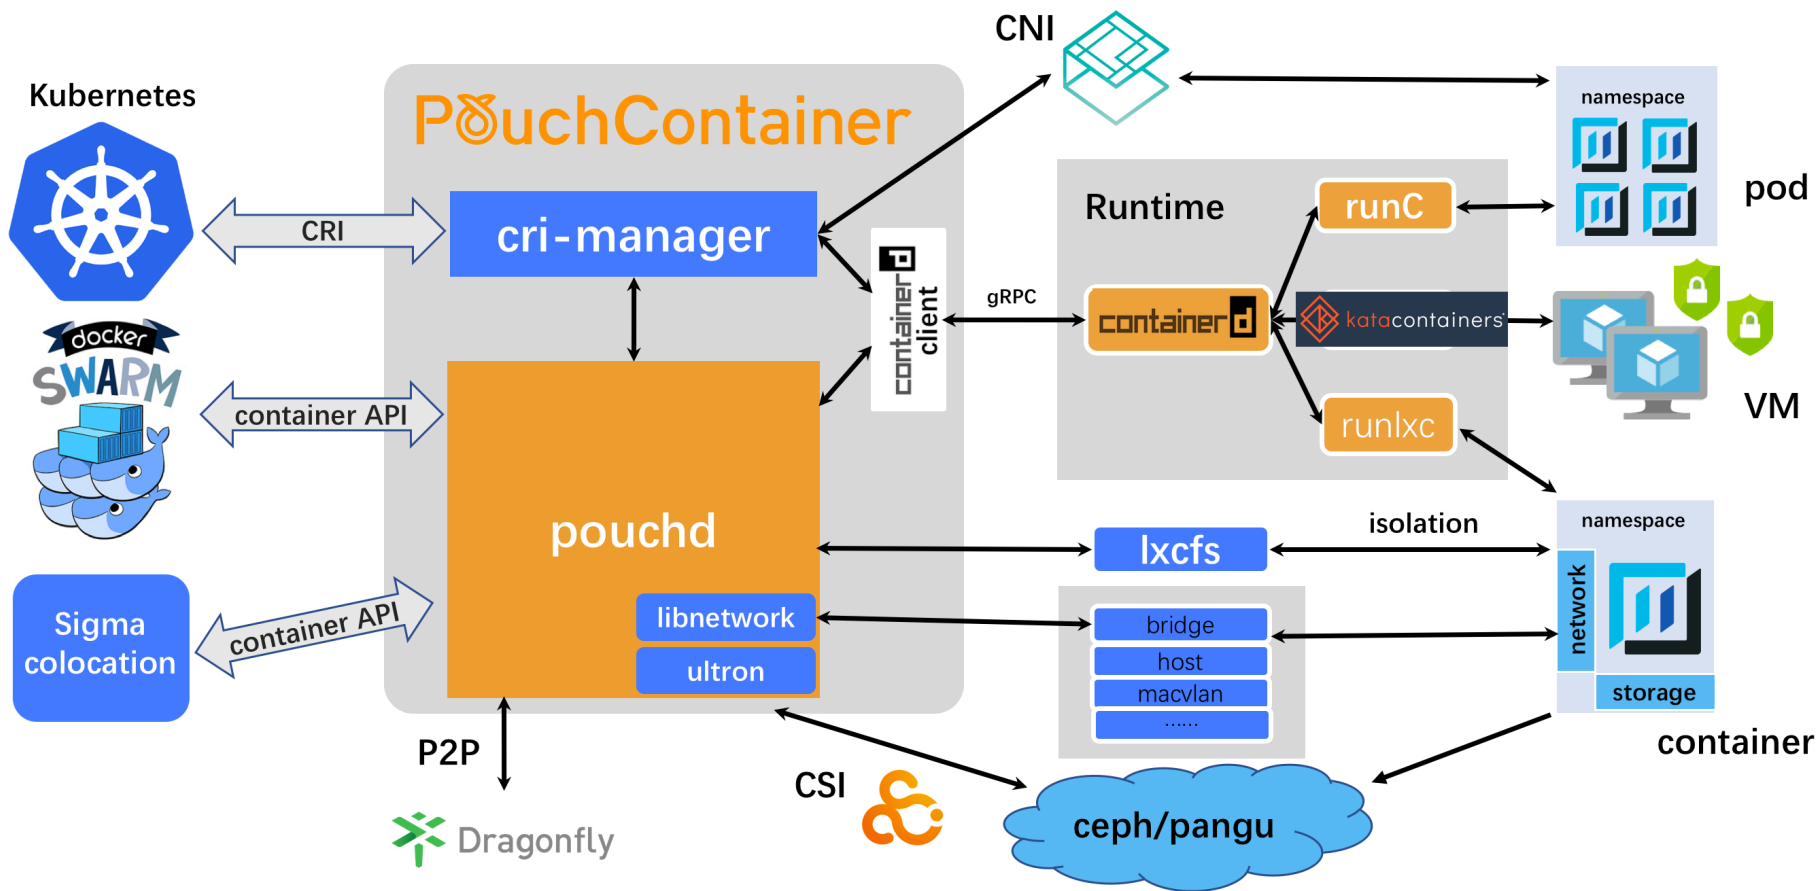 CNI
Kubernetes
PouchContainer
namespace
pod
Runtime
runC
CRI
cri-manager
containerd
client
gRPC
containerd
katacontainers
VM
docker
SWARM
container API
runlxc
pouchd
lxcfs
isolation
namespace
network
storage
container
Sigma
colocation
container API
libnetwork
ultron
bridge
host
macvlan
......
P2P
Dragonfly
CSI
ceph/pangu